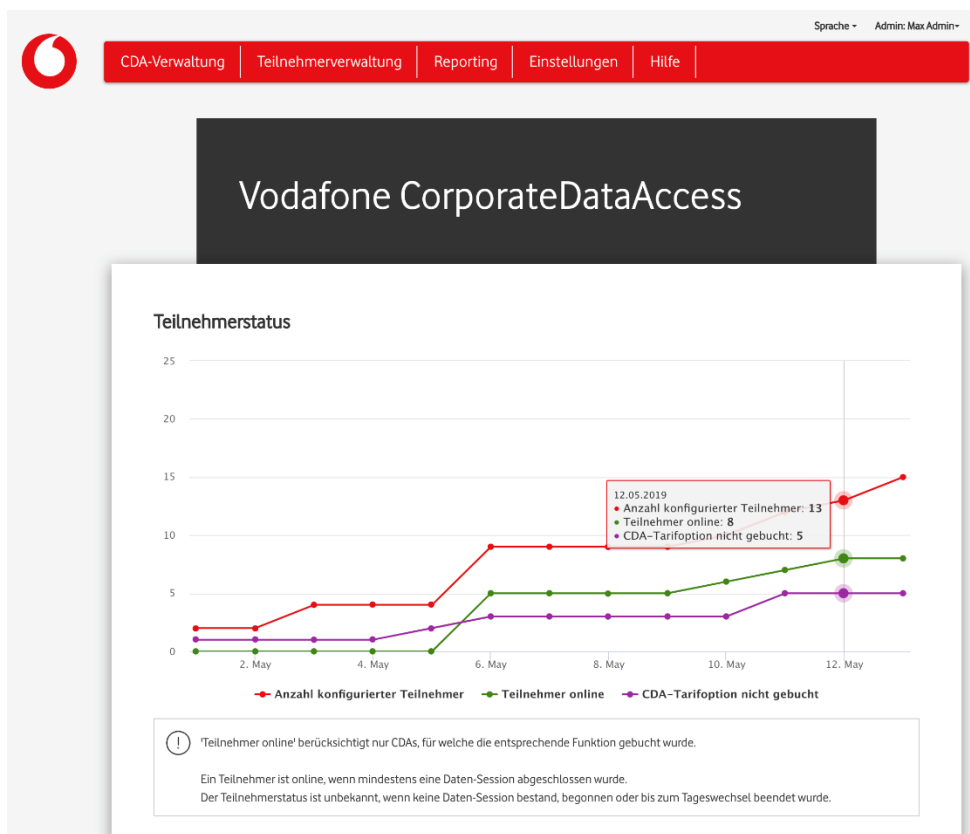 Sprache Admin: Max Admin
CDA-Verwaltung Teilnehmerverwaltung Reporting Einstellungen Hilfe
Vodafone CorporateDataAccess
Teilnehmerstatus
25
20
15
10
5
0
12.05.2019
Anzahl konfigurierter Teilnehmer: 13
Teilnehmer online: 8
CDA-Tarifoption nicht gebucht: 5
2. May 4. May 6. May 8. May 10. May 12. May
Anzahl konfigurierter Teilnehmer Teilnehmer online CDA-Tarifoption nicht gebucht
! 'Teilnehmer online' berücksichtigt nur CDAs, für welche die entsprechende Funktion gebucht wurde.
Ein Teilnehmer ist online, wenn mindestens eine Daten-Session abgeschlossen wurde.
Der Teilnehmerstatus ist unbekannt, wenn keine Daten-Session bestand, begonnen oder bis zum Tageswechsel beendet wurde.